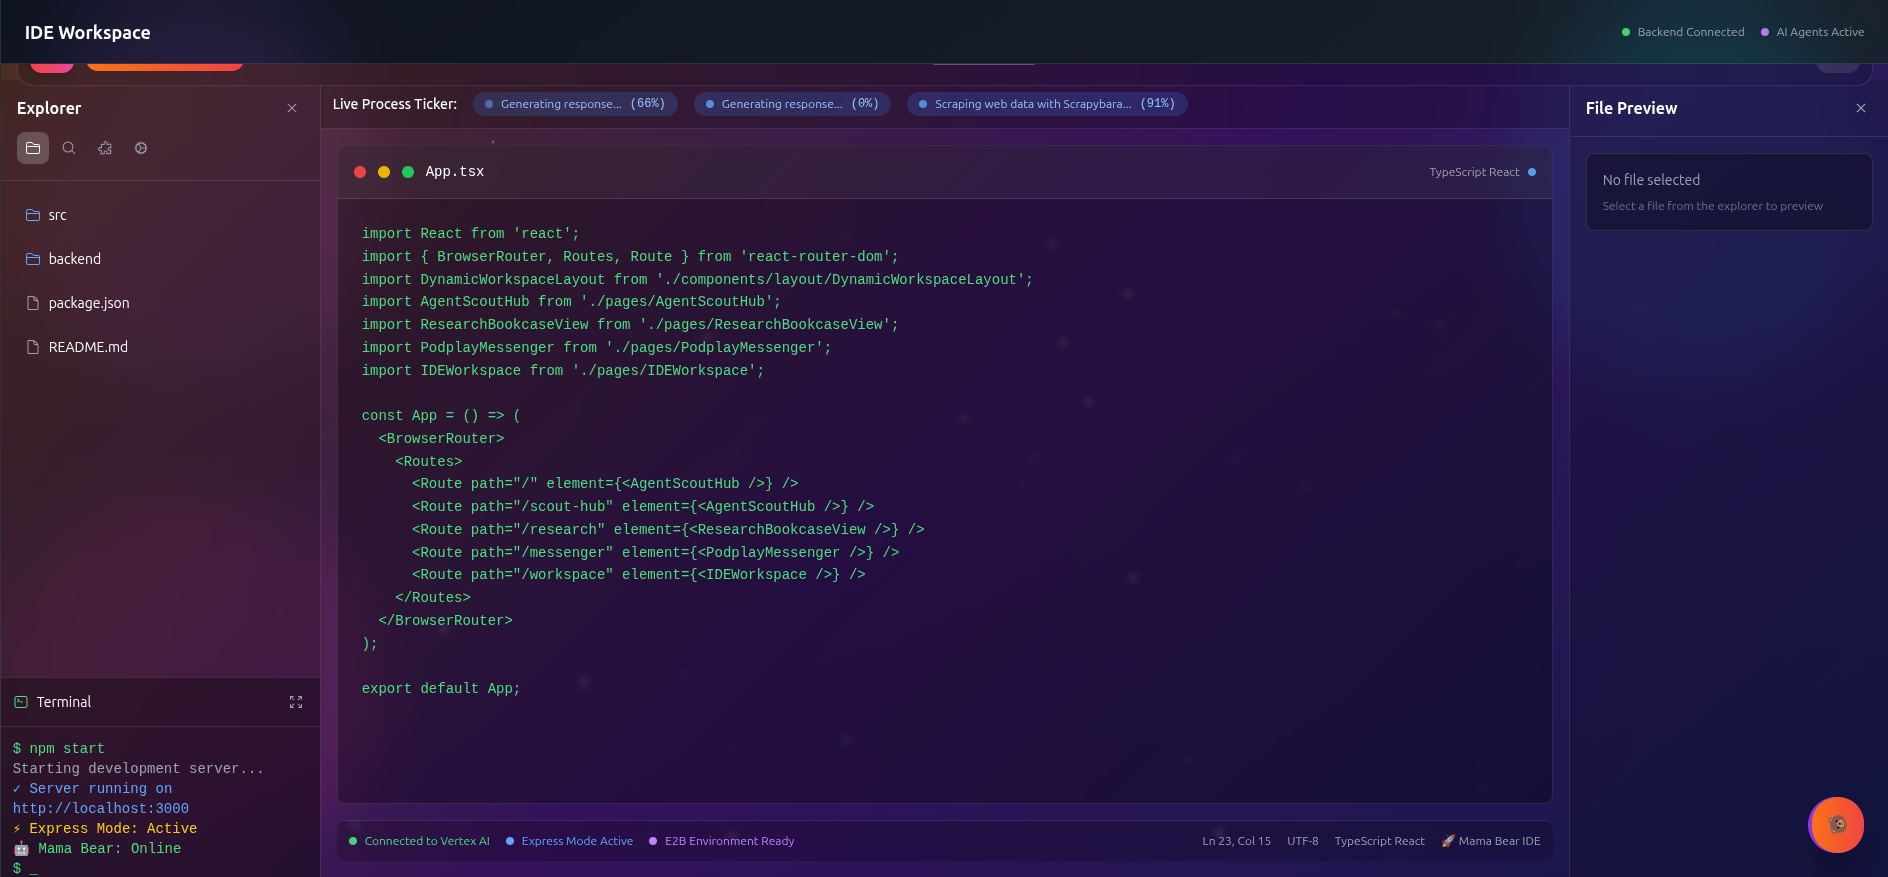 IDE Workspace
Backend Connected
AI Agents Active
Explorer
Live Process Ticker:
Generating response... (66%)
Generating response... (0%)
Scraping web data with Scrapybara... (91%)
File Preview
App.tsx
TypeScript React
No file selected
Select a file from the explorer to preview
src
backend
package.json
README.md
import React from 'react';
import { BrowserRouter, Routes, Route } from 'react-router-dom';
import DynamicWorkspaceLayout from './components/layout/DynamicWorkspaceLayout';
import AgentScoutHub from './pages/AgentScoutHub';
import ResearchBookcaseView from './pages/ResearchBookcaseView';
import PodplayMessenger from './pages/PodplayMessenger';
import IDEWorkspace from './pages/IDEWorkspace';
const App = () => (
<BrowserRouter>
<Routes>
<Route path="/" element={<AgentScoutHub />} />
<Route path="/scout-hub" element={<AgentScoutHub />} />
<Route path="/research" element={<ResearchBookcaseView />} />
<Route path="/messenger" element={<PodplayMessenger />} />
<Route path="/workspace" element={<IDEWorkspace />} />
</Routes>
</BrowserRouter>
);
export default App;
Terminal
$ npm start
Starting development server...
✓ Server running on
http://localhost:3000
⚡ Express Mode: Active
🤖 Mama Bear: Online
$ _
Connected to Vertex AI
Express Mode Active
E2B Environment Ready
Ln 23, Col 15
UTF-8
TypeScript React
🚀 Mama Bear IDE